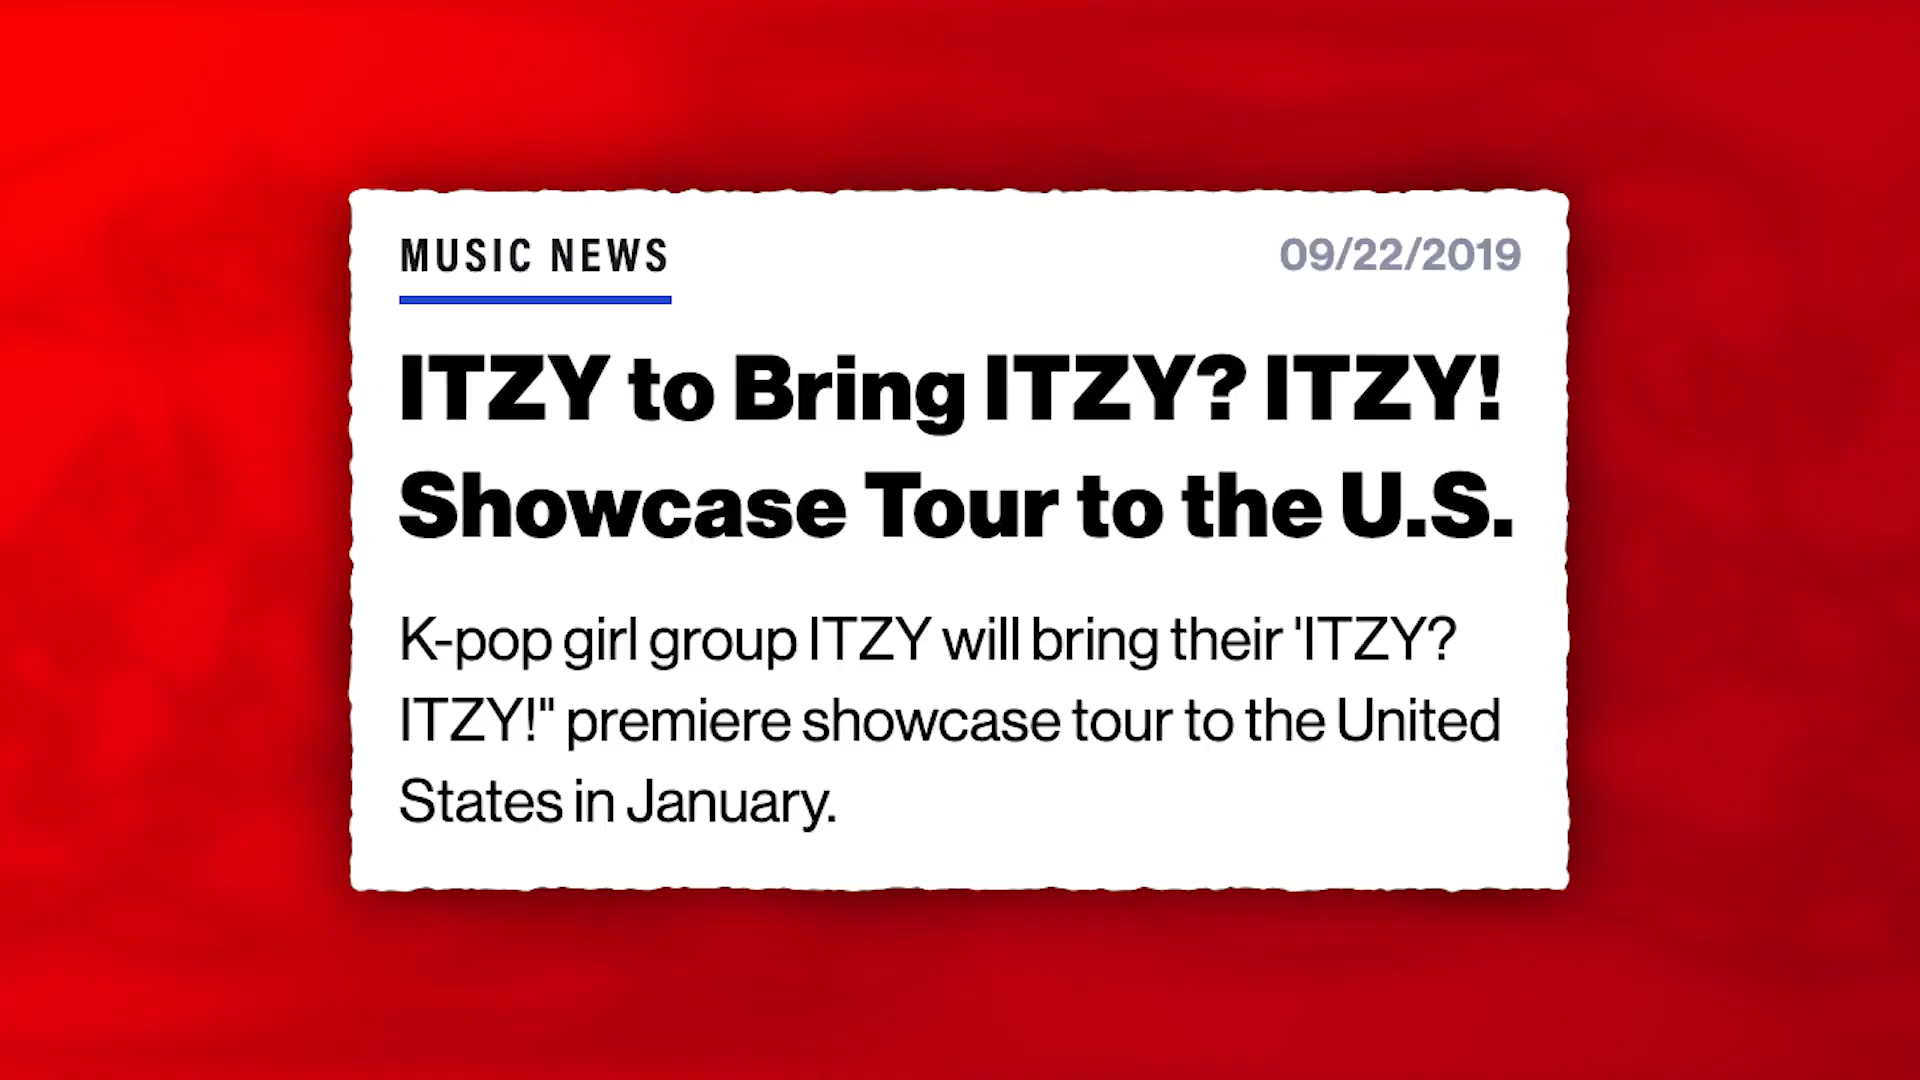 MUSIC NEWS
09/22/2019
ITZY to Bring ITZY? ITZY!
Showcase Tour to the U.S.
K-pop girl group ITZY will bring their 'ITZY?
ITZY!" premiere showcase tour to the United
States in January.